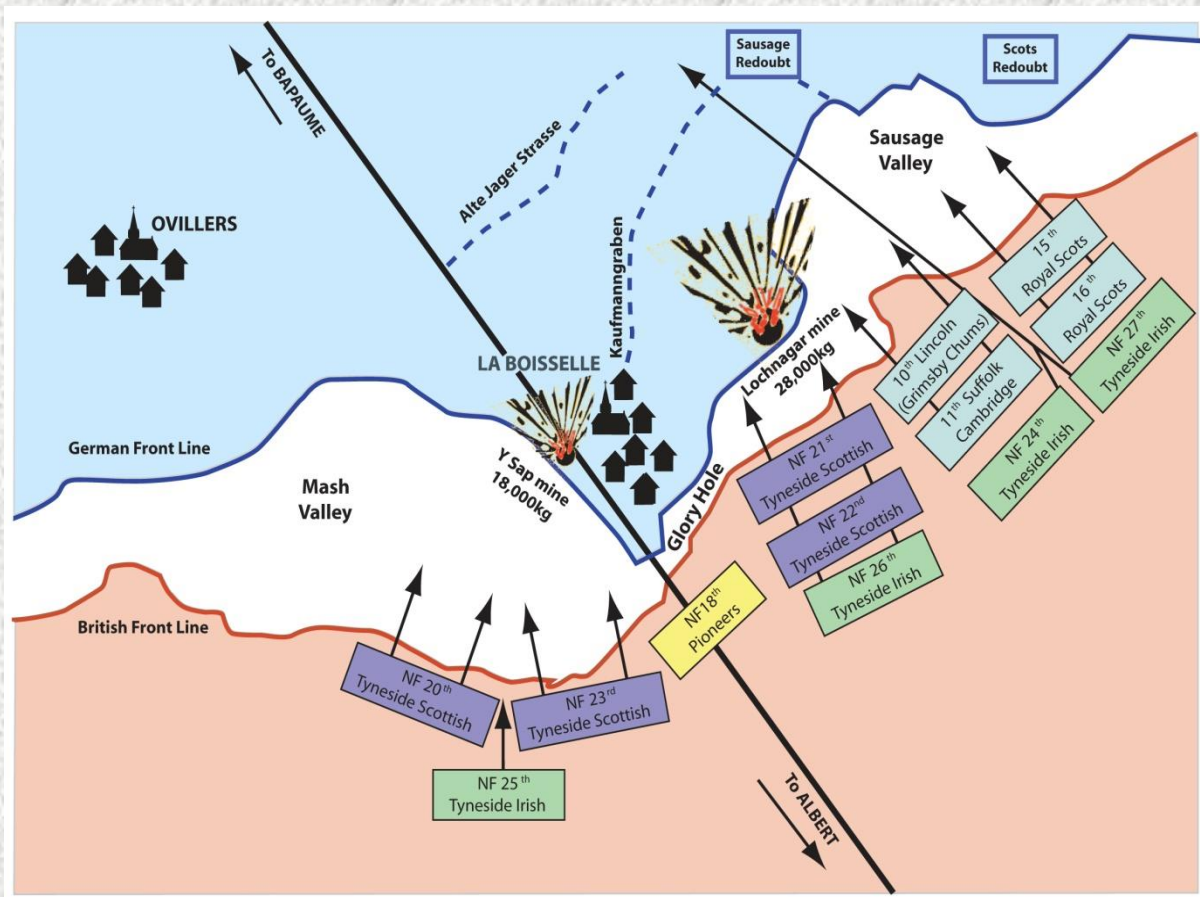 To BAPAUME
Sausage
Redoubt
Scots
Redoubt
Sausage
Valley
Alte Jager Strasse
OVILLERS
Kaufmanngraben
15th
Royal Scots
16th
Royal Scots
NF 27th
Tyneside Irish
10th Lincoln
(Grimsby Chums)
11th Suffolk
Cambridge
NF 24th
Tyneside Irish
Lochnagar mine
28,000kg
LA BOISSELLE
German Front Line
Y Sap mine
18,000kg
Mash
Valley
Glory Hole
NF 21st
Tyneside Scottish
NF 22nd
Tyneside Scottish
NF 26th
Tyneside Irish
British Front Line
NF18th
Pioneers
NF 20th
Tyneside Scottish
NF 23rd
Tyneside Scottish
NF 25th
Tyneside Irish
To ALBERT